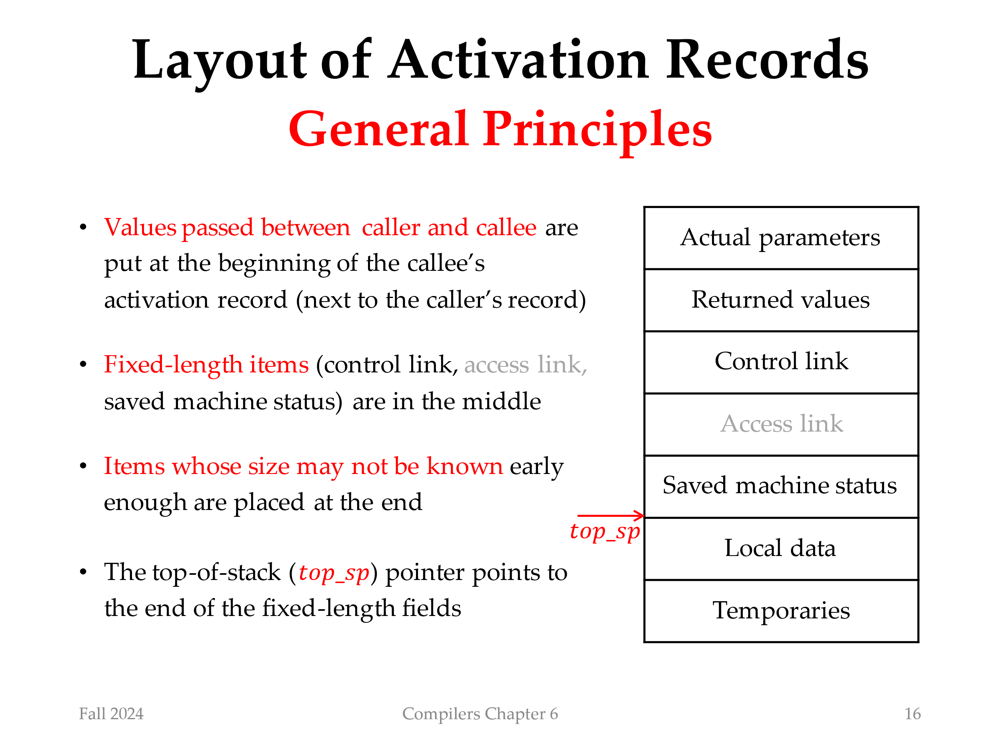 Layout of Activation Records
General Principles
• Values passed between caller and callee are
put at the beginning of the callee’s
activation record (next to the caller’s record)
• Fixed-length items (control link, access link,
saved machine status) are in the middle
• Items whose size may not be known early
enough are placed at the end
• The top-of-stack (top_sp) pointer points to
the end of the fixed-length fields
Actual parameters
Returned values
Control link
Access link
Saved machine status
top_sp
Local data
Temporaries
Fall 2024
Compilers Chapter 6
16